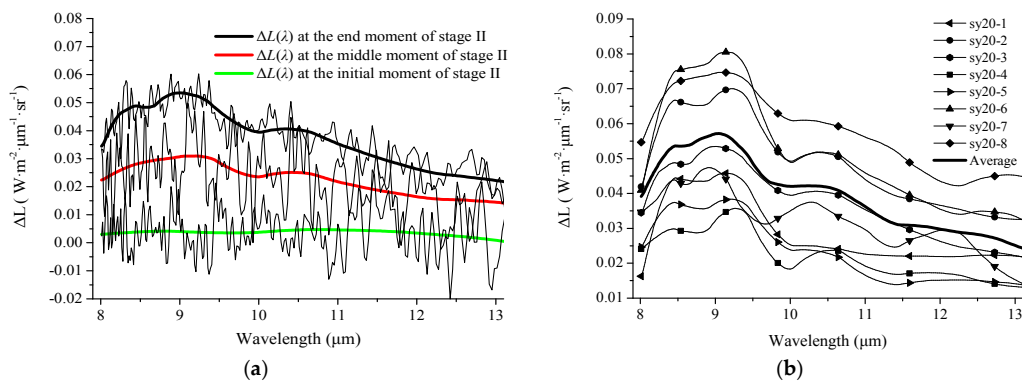 0.08
0.07
0.06
0.05
0.04
0.03
0.02
0.01
0.00
-0.01
-0.02
ΔL ( W·m⁻²·μm⁻¹·sr⁻¹)
ΔL(λ) at the end moment of stage II
ΔL(λ) at the middle moment of stage II
ΔL(λ) at the initial moment of stage II
8 9 10 11 12 13
Wavelength (μm)
(a)
0.09
0.08
0.07
0.06
0.05
0.04
0.03
0.02
0.01
ΔL ( W·m⁻²·μm⁻¹·sr⁻¹)
sy20-1
sy20-2
sy20-3
sy20-4
sy20-5
sy20-6
sy20-7
sy20-8
Average
8 9 10 11 12 13
Wavelength (μm)
(b)